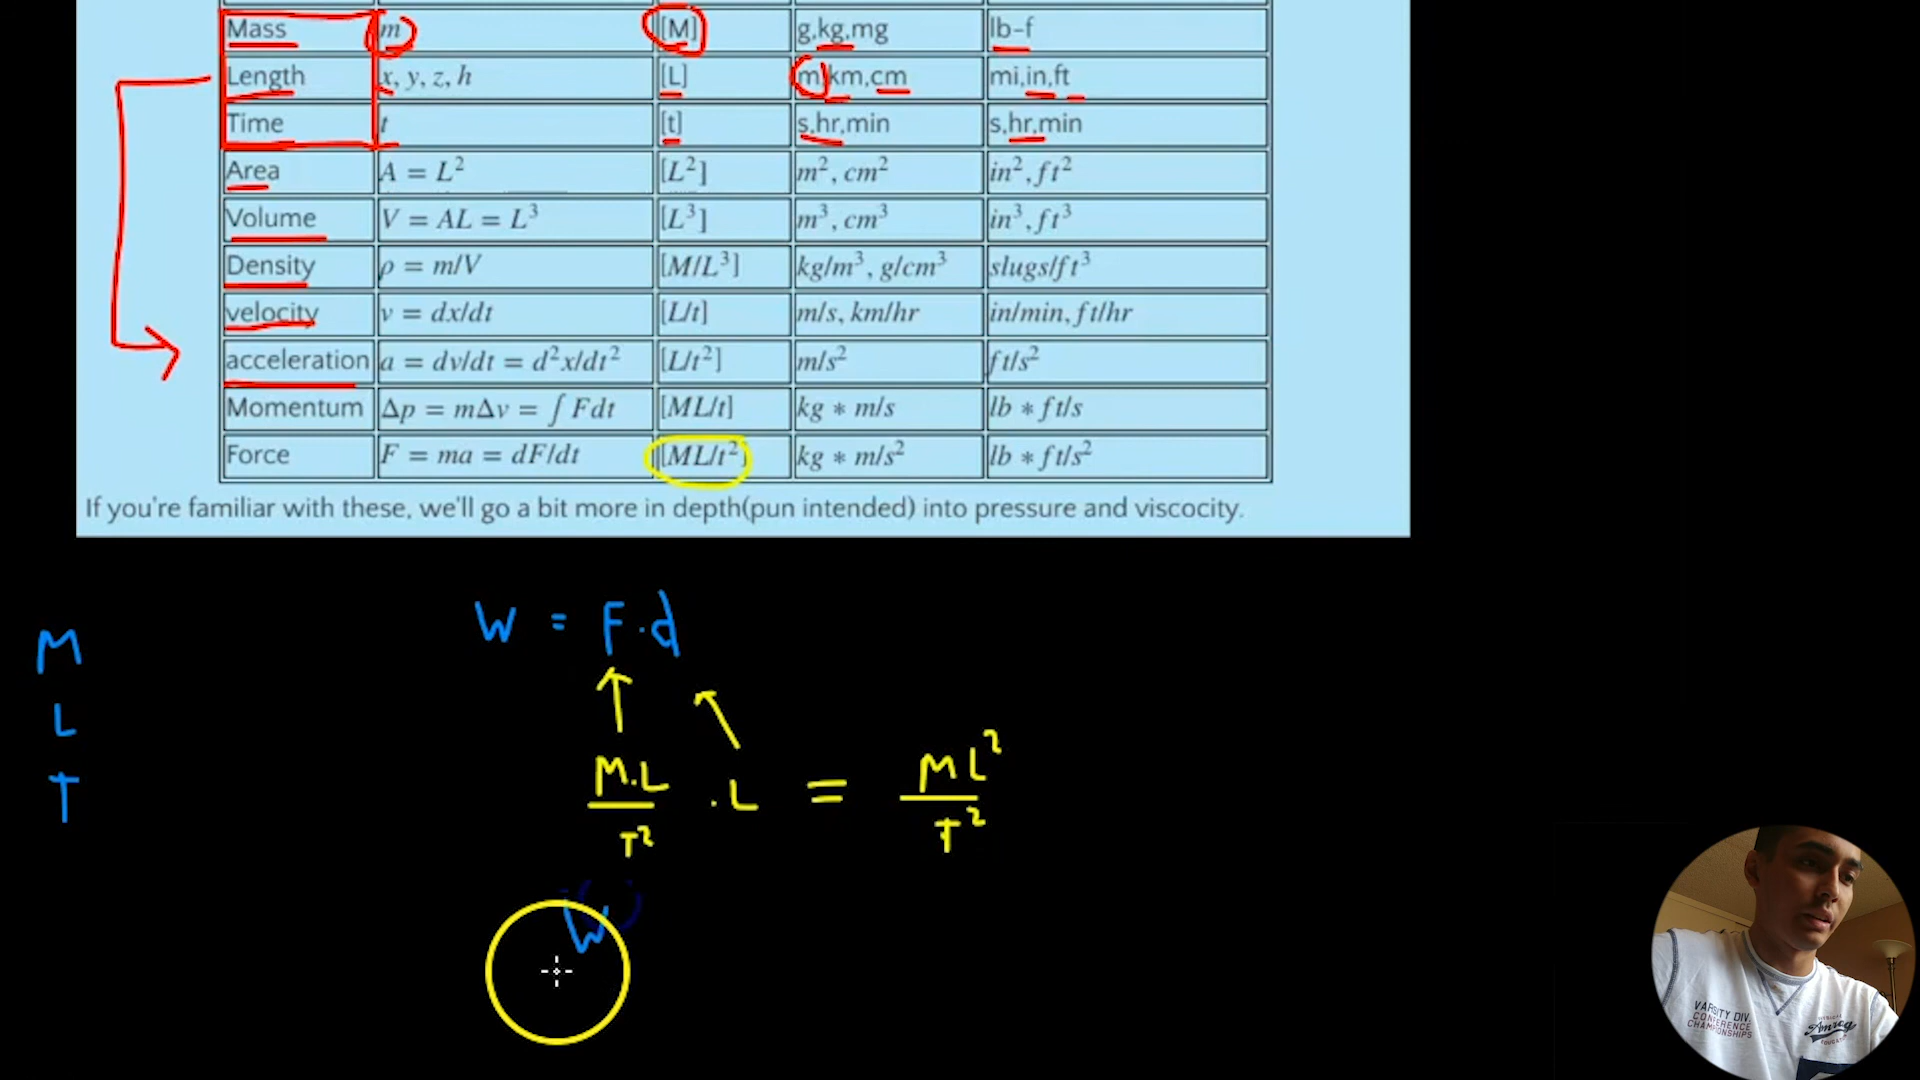 Mass m [M] g,kg,mg lb-f
Length x, y, z, h [L] m,km,cm mi,in,ft
Time t [t] s,hr,min s,hr,min
Area A = L² [L²] m², cm² in², ft²
Volume V = AL = L³ [L³] m³, cm³ in³, ft³
Density ρ = m/V [M/L³] kg/m³, g/cm³ slugs/ft³
velocity v = dx/dt [L/t] m/s, km/hr in/min, ft/hr
acceleration a = dv/dt = d²x/dt² [L/t²] m/s² ft/s²
Momentum Δp = mΔv = ∫ Fdt [ML/t] kg * m/s lb * ft/s
Force F = ma = dF/dt [ML/t²] kg * m/s² lb * ft/s²
If you're familiar with these, we'll go a bit more in depth(pun intended) into pressure and viscocity.
M
L
T
W = F.d
M.L/T² .L = ML²/T²
W
VARSITY DIV.
CONFERENCE
CHAMPIONSHIPS